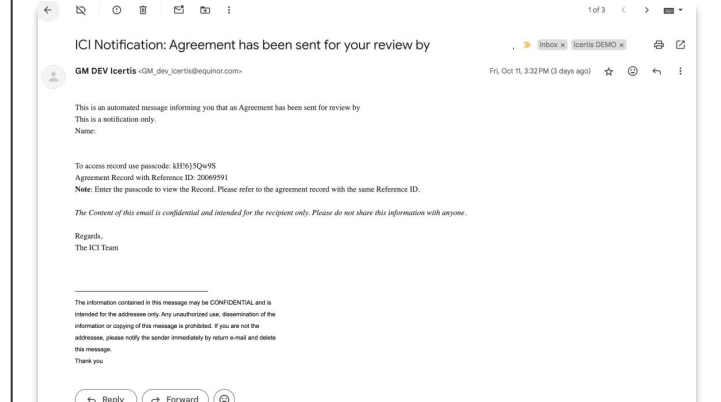 1 of 3
ICI Notification: Agreement has been sent for your review by
. Inbox x Icertis DEMO x
GM DEV Icertis <GM_dev_Icertis@equinor.com>
Fri, Oct 11, 3:32 PM (3 days ago)
This is an automated message informing you that an Agreement has been sent for review by
This is a notification only.
Name:
To access record use passcode: kH!6}5Qw9S
Agreement Record with Reference ID: 20069591
Note: Enter the passcode to view the Record. Please refer to the agreement record with the same Reference ID.
The Content of this email is confidential and intended for the recipient only. Please do not share this information with anyone.
Regards,
The ICI Team
The information contained in this message may be CONFIDENTIAL and is
intended for the addressee only. Any unauthorized use, dissemination of the
information or copying of this message is prohibited. If you are not the
addressee, please notify the sender immediately by return e-mail and delete
this message.
Thank you
Reply Forward